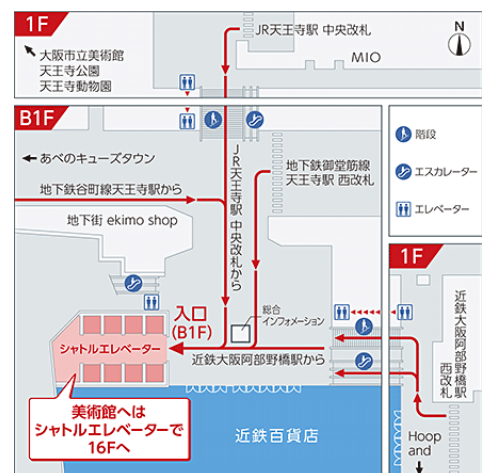 1F
JR天王寺駅 中央改札
N
MIO
大阪市立美術館
天王寺公園
天王寺動物園
B1F
あべのキューズタウン
地下鉄谷町線天王寺駅から
地下街 ekimo shop
JR天王寺駅 中央改札から
地下鉄御堂筋線
天王寺駅 西改札
階段
エスカレーター
エレベーター
入口
(B1F)
総合
インフォメーション
シャトルエレベーター
近鉄大阪阿部野橋駅から
美術館へは
シャトルエレベーターで
16Fへ
近鉄百貨店
1F
近鉄大阪阿部野橋駅
西改札
Hoop
and